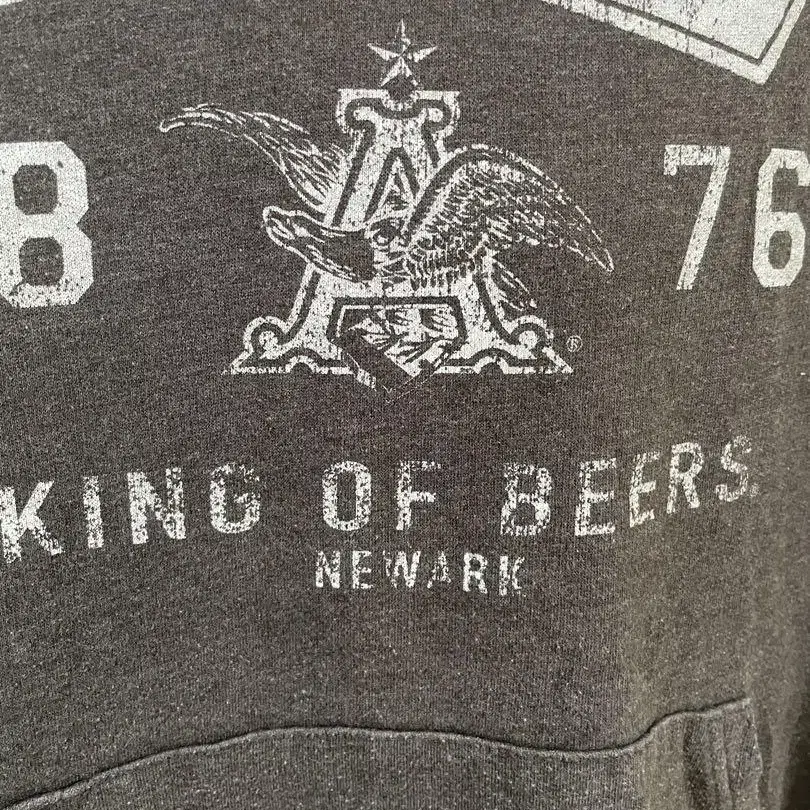 8 76
A
®
KING OF BEERS.
NEWARK